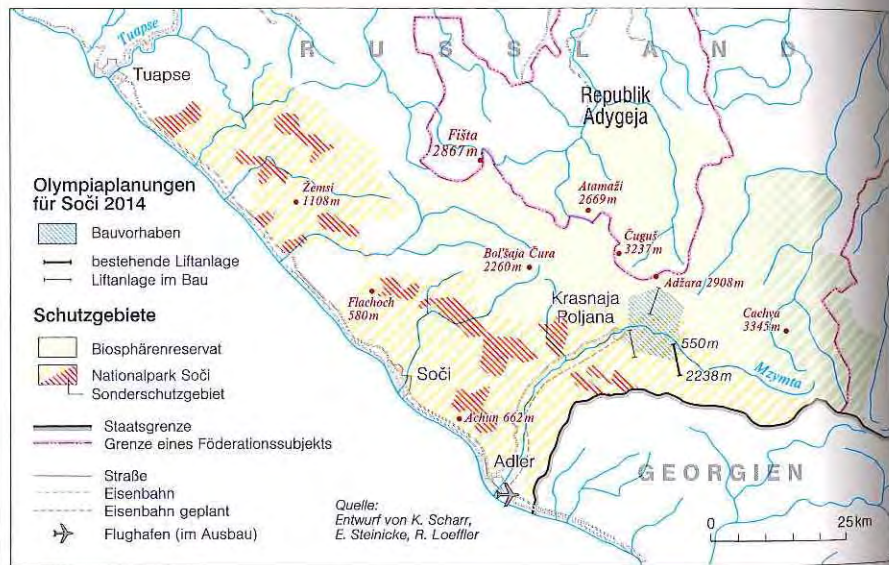 Tuapse
Tuapse
RUSSLAND
Republik
Adygeja
Fišta
2867 m
Olympiaplanungen
für Soči 2014
Bauvorhaben
bestehende Liftanlage
Liftanlage im Bau
Schutzgebiete
Biosphärenreservat
Nationalpark Soči
Sonderschutzgebiet
Staatsgrenze
Grenze eines Föderationssubjekts
Straße
Eisenbahn
Eisenbahn geplant
Flughafen (im Ausbau)
Žemsi
1108 m
Atamaži
2669 m
Čuguš
3237 m
Bol'šaja Čura
2260 m
Adžara 2908 m
Flachoch
580 m
Krasnaja
Roljana
Cachva
3345 m
550 m
2238 m
Mzymta
Soči
Achun 662 m
Adler
GEORGIEN
Quelle:
Entwurf von K. Scharr,
E. Steinicke, R. Loeffler
0 25 km